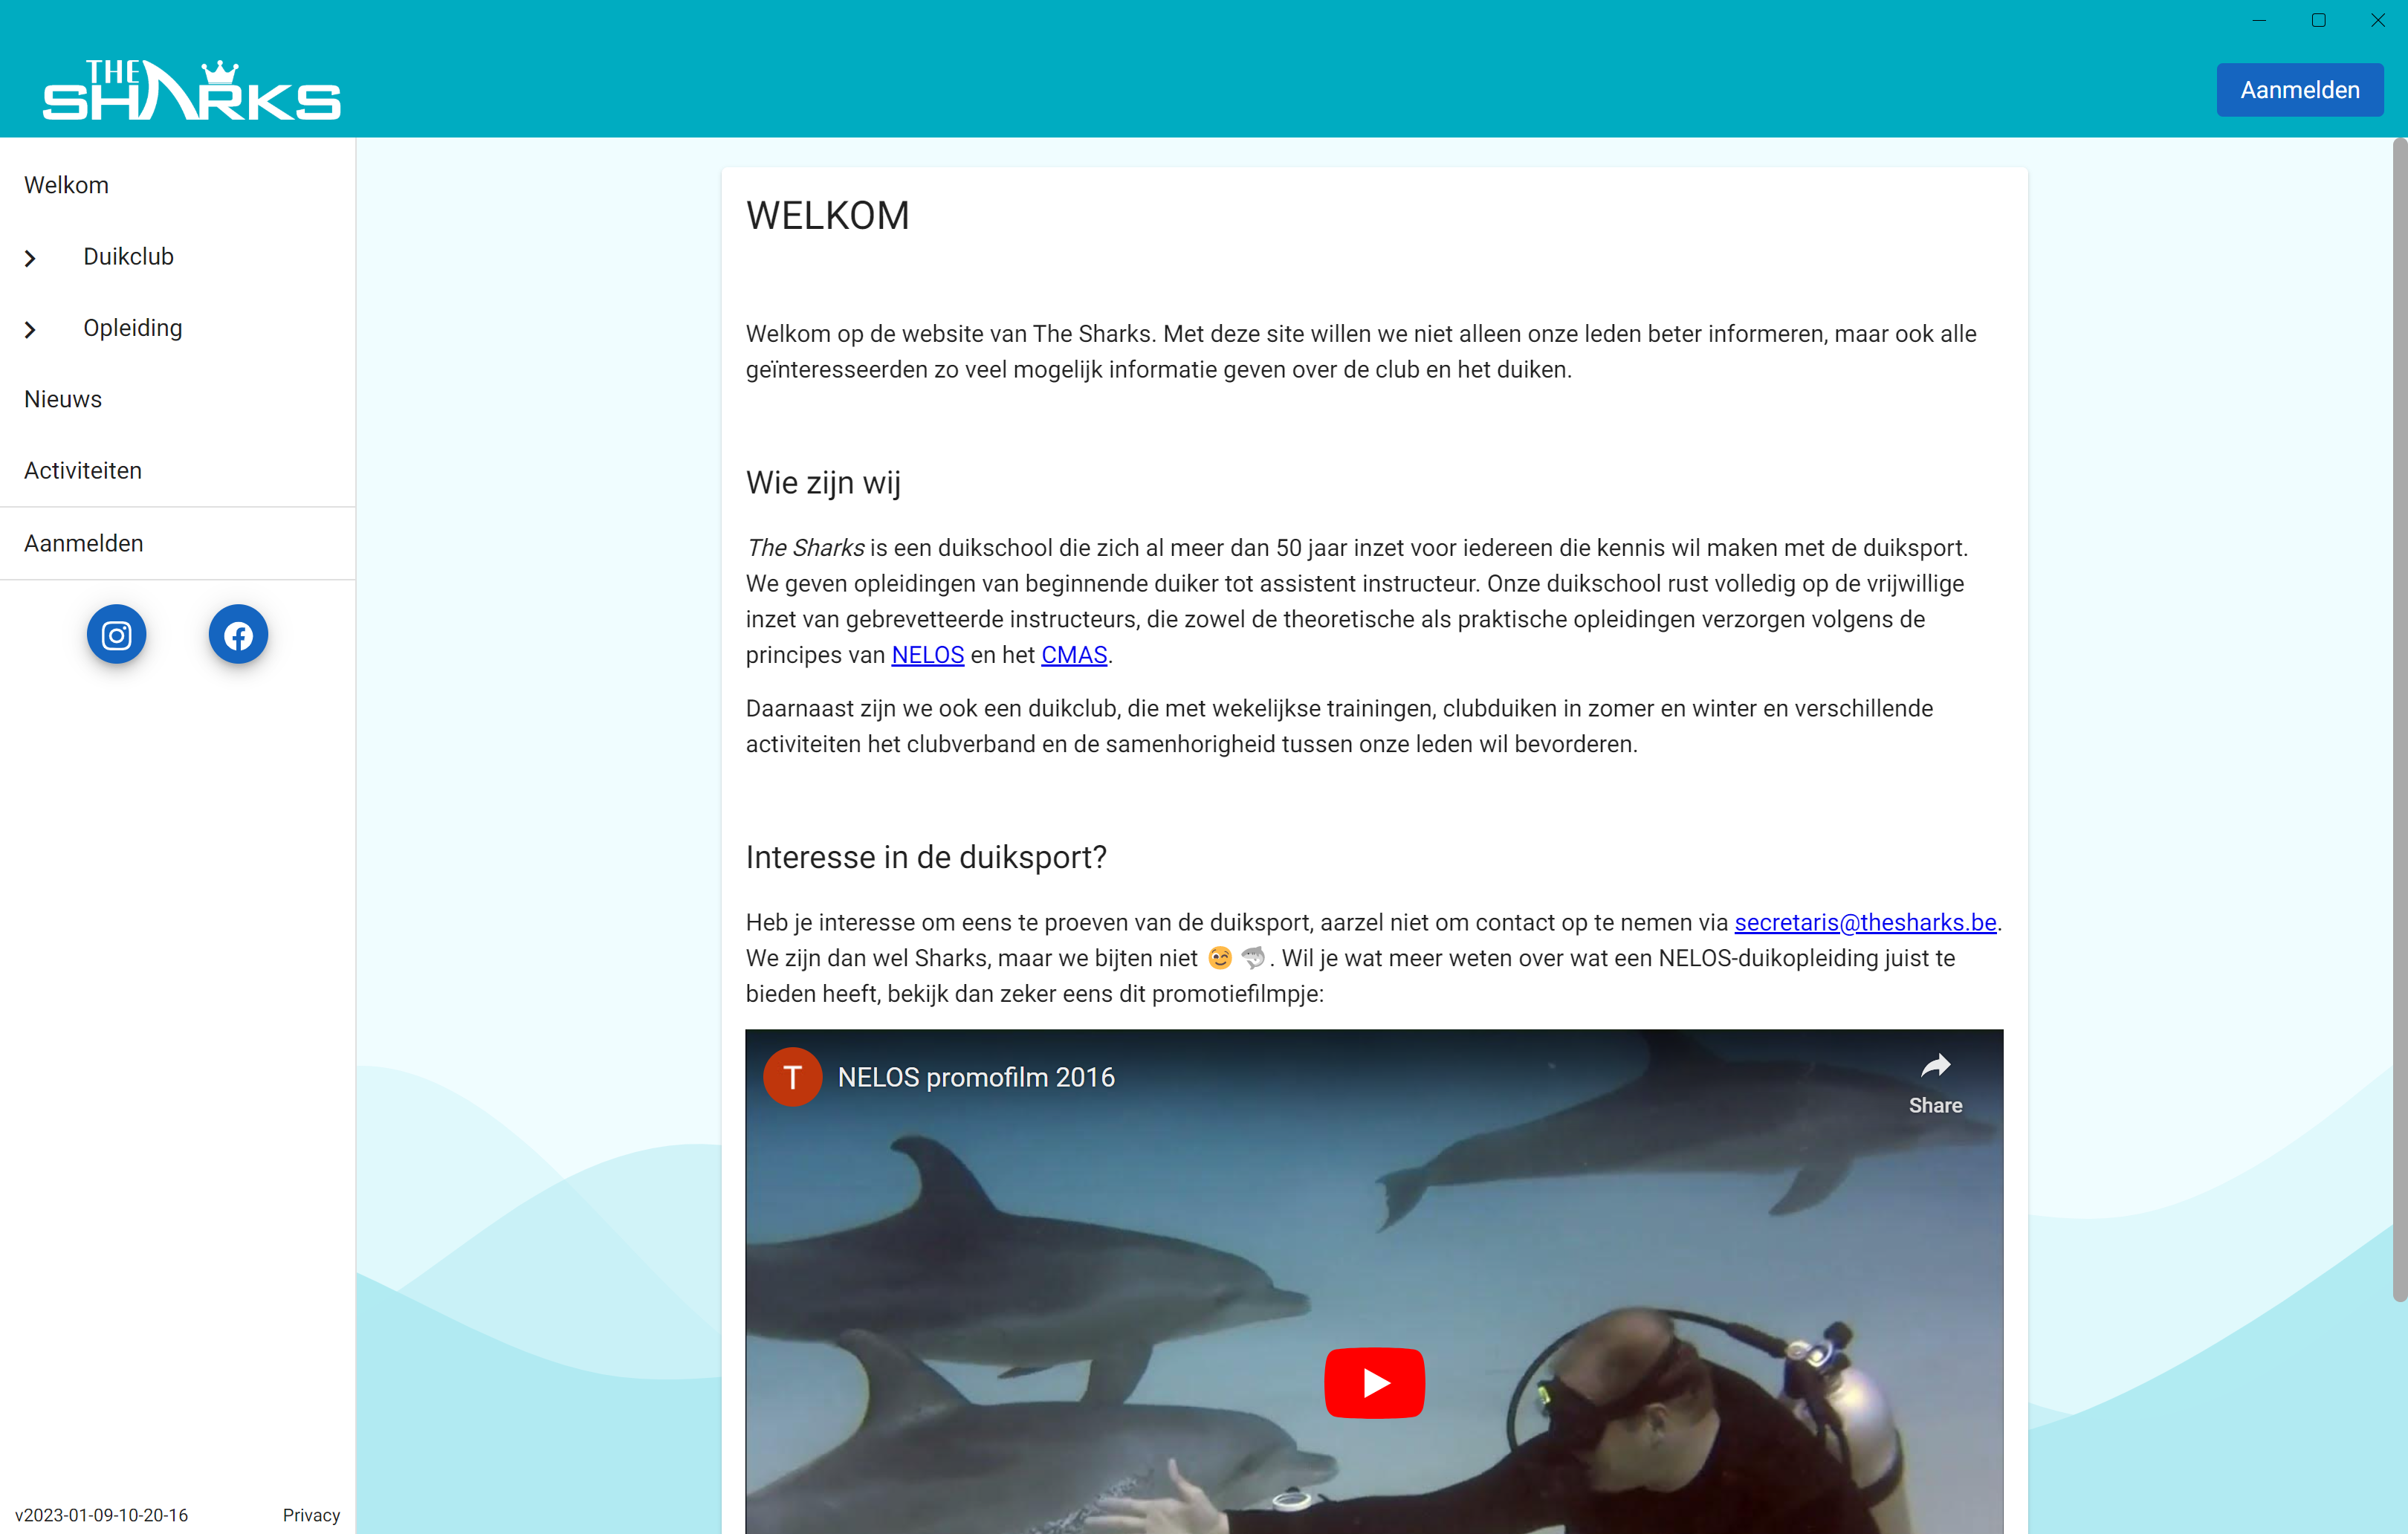 THE
SHARKS
Aanmelden
Welkom
Duikclub
Opleiding
Nieuws
Activiteiten
Aanmelden
v2023-01-09-10-20-16
Privacy
WELKOM
Welkom op de website van The Sharks. Met deze site willen we niet alleen onze leden beter informeren, maar ook alle
geïnteresseerden zo veel mogelijk informatie geven over de club en het duiken.
Wie zijn wij
The Sharks is een duikschool die zich al meer dan 50 jaar inzet voor iedereen die kennis wil maken met de duiksport.
We geven opleidingen van beginnende duiker tot assistent instructeur. Onze duikschool rust volledig op de vrijwillige
inzet van gebrevetteerde instructeurs, die zowel de theoretische als praktische opleidingen verzorgen volgens de
principes van NELOS en het CMAS.
Daarnaast zijn we ook een duikclub, die met wekelijkse trainingen, clubduiken in zomer en winter en verschillende
activiteiten het clubverband en de samenhorigheid tussen onze leden wil bevorderen.
Interesse in de duiksport?
Heb je interesse om eens te proeven van de duiksport, aarzel niet om contact op te nemen via secretaris@thesharks.be.
We zijn dan wel Sharks, maar we bijten niet 😉 🦈. Wil je wat meer weten over wat een NELOS-duikopleiding juist te
bieden heeft, bekijk dan zeker eens dit promotiefilmpje:
T
NELOS promofilm 2016
Share